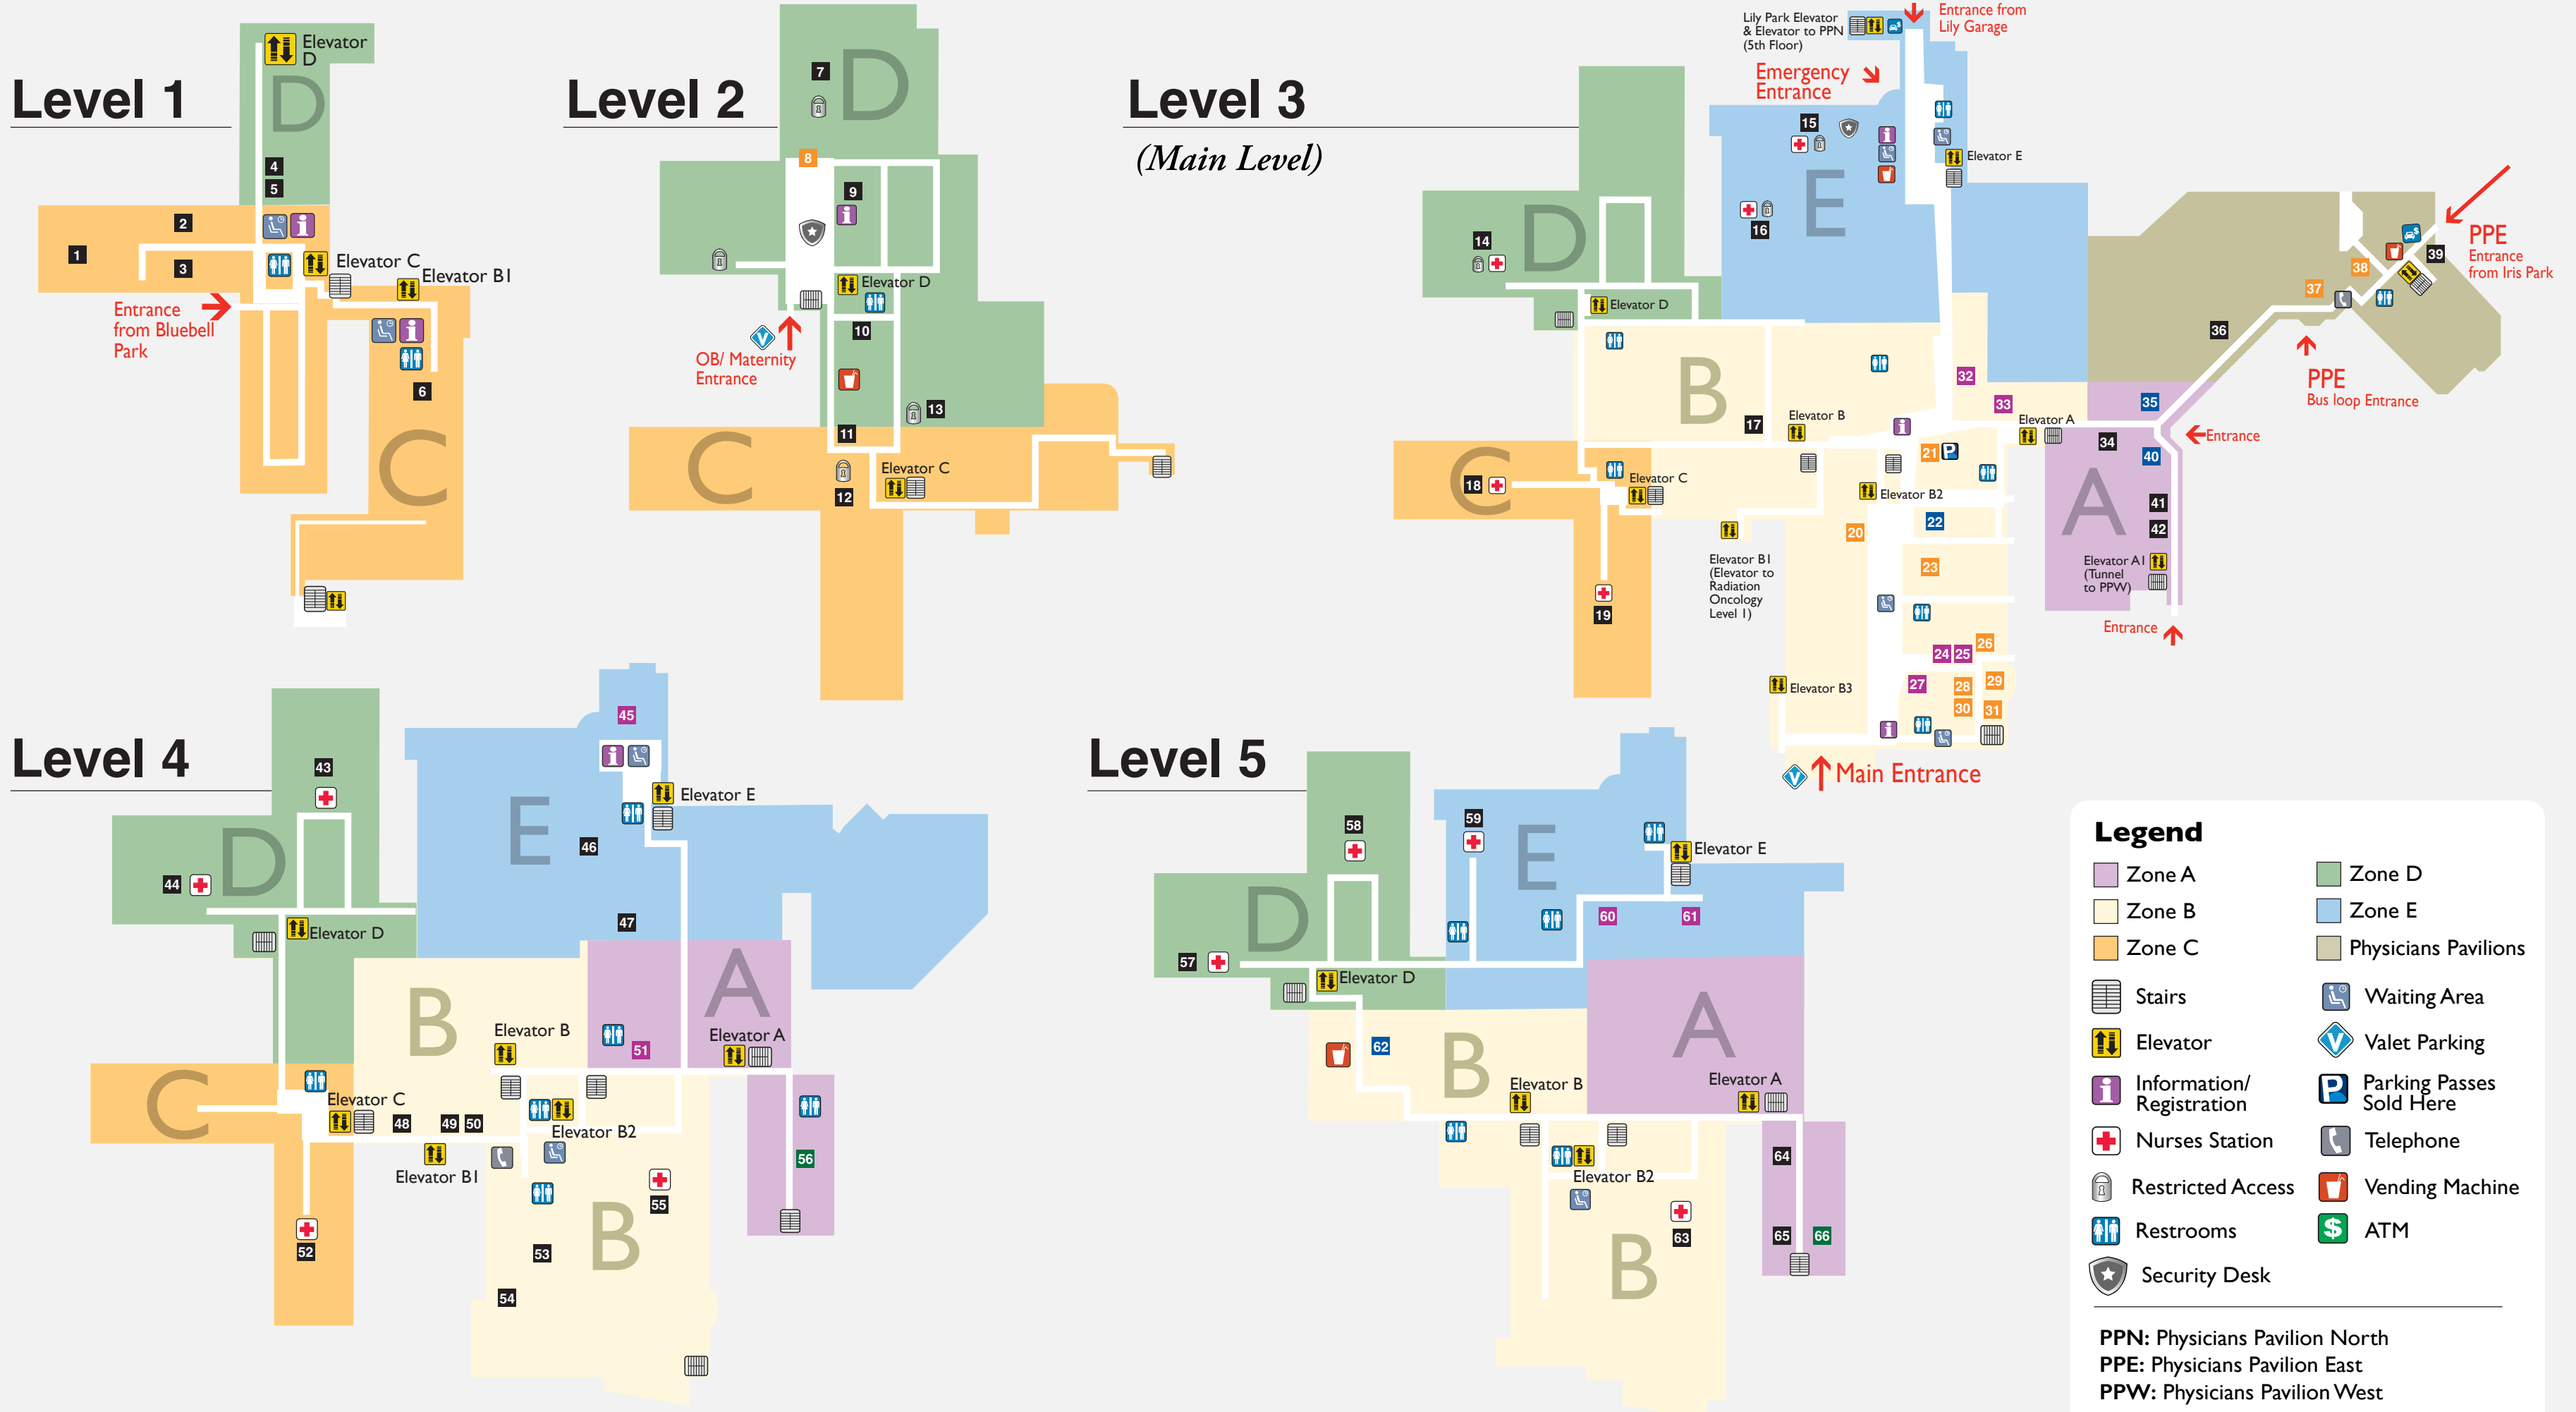 Level 1
Elevator
D
D
4
5
2
1
3
Elevator C
Elevator B1
Entrance
from Bluebell
Park
6
C
Level 2
7
D
8
9
Elevator D
10
OB/ Maternity
Entrance
13
11
C
Elevator C
12
Level 3
(Main Level)
Lily Park Elevator
& Elevator to PPN
(5th Floor)
Entrance from
Lily Garage
Emergency
Entrance
15
Elevator E
E
16
14
D
Elevator D
PPE
Entrance
from Iris Park
39
38
37
36
PPE
Bus loop Entrance
B
32
33
35
17
Elevator B
Elevator A
34
Entrance
21
P
40
C
18
Elevator C
Elevator B2
A
41
42
22
20
Elevator B1
(Elevator to
Radiation
Oncology
Level 1)
23
Elevator A1
(Tunnel
to PPW)
19
Entrance
26
24 25
27
28
29
30
31
Elevator B3
V
Main Entrance
Level 4
45
43
Elevator E
E
46
D
44
47
Elevator D
B
A
Elevator B
51
Elevator A
C
Elevator C
48
49 50
Elevator B2
Elevator B1
56
55
B
52
53
54
Level 5
59
58
E
Elevator E
D
60
61
57
Elevator D
62
B
A
Elevator B
Elevator A
64
Elevator B2
63
65
66
B
Legend
Zone A
Zone D
Zone B
Zone E
Zone C
Physicians Pavilions
Stairs
Waiting Area
Elevator
V
Valet Parking
Information/
Registration
P
Parking Passes
Sold Here
Nurses Station
Telephone
Restricted Access
Vending Machine
Restrooms
$
ATM
Security Desk
PPN: Physicians Pavilion North
PPE: Physicians Pavilion East
PPW: Physicians Pavilion West